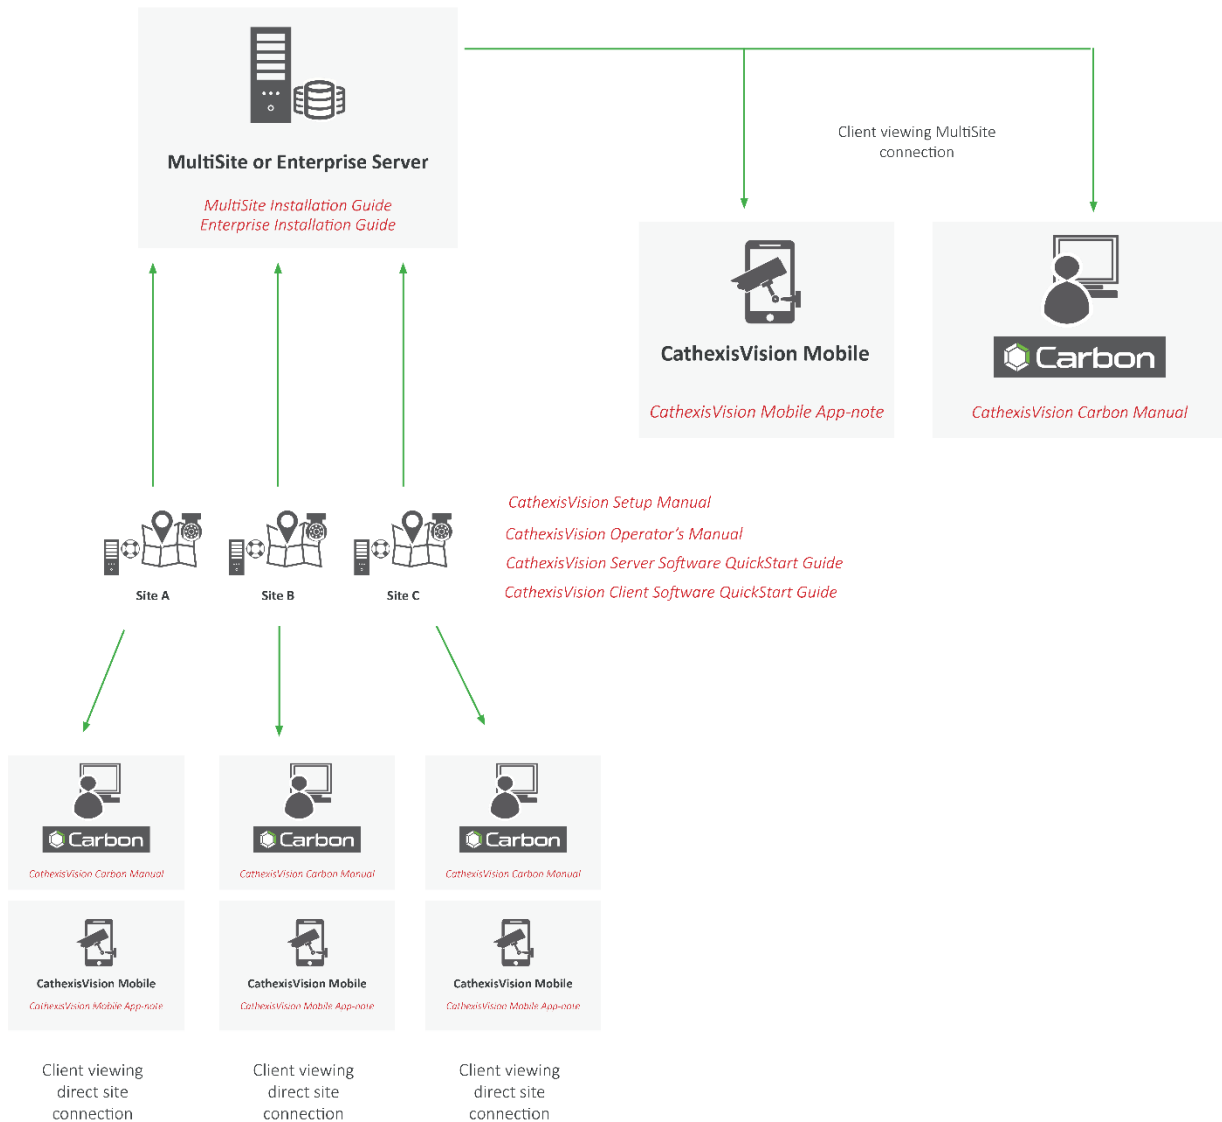 MultiSite or Enterprise Server
MultiSite Installation Guide
Enterprise Installation Guide
Client viewing MultiSite
connection
CathexisVision Mobile
CathexisVision Mobile App-note
Carbon
CathexisVision Carbon Manual
Site A
Site B
Site C
CathexisVision Setup Manual
CathexisVision Operator's Manual
CathexisVision Server Software QuickStart Guide
CathexisVision Client Software QuickStart Guide
Carbon
CathexisVision Carbon Manual
CathexisVision Mobile
CathexisVision Mobile App-note
Client viewing
direct site
connection
Carbon
CathexisVision Carbon Manual
CathexisVision Mobile
CathexisVision Mobile App-note
Client viewing
direct site
connection
Carbon
CathexisVision Carbon Manual
CathexisVision Mobile
CathexisVision Mobile App-note
Client viewing
direct site
connection